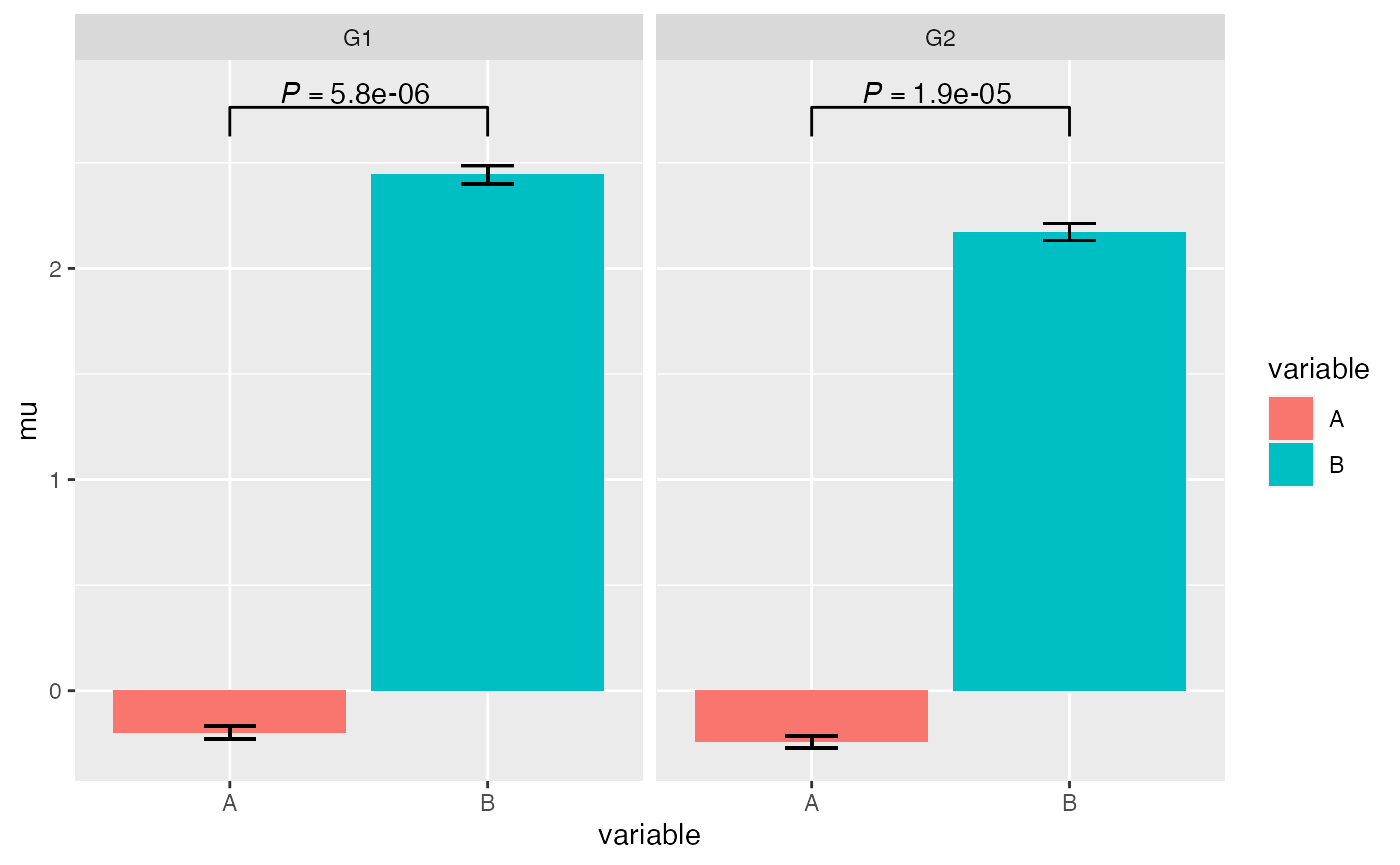 G1
G2
P = 5.8e-06
P = 1.9e-05
mu
2
1
0
A
B
A
B
variable
variable
A
B